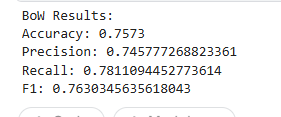 BoW Results:
Accuracy: 0.7573
Precision: 0.745777268823361
Recall: 0.7811094452773614
F1: 0.7630345635618043